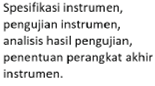 Spesifikasi instrumen,
pengujian instrumen,
analisis hasil pengujian,
penentuan perangkat akhir
instrumen.